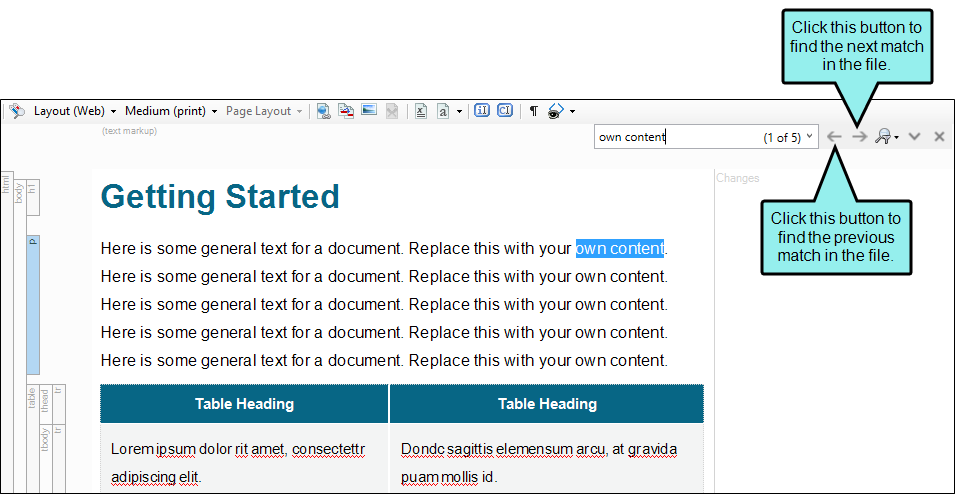 Click this button to
find the next match
in the file.
Layout (Web)
Medium (print)
Page Layout
(text markup)
own content
(1 of 5)
Click this button to
find the previous
match in the file.
html
body
h1
p
table
thead
tr
tbody
tr
Changes
Getting Started
Here is some general text for a document. Replace this with your own content.
Here is some general text for a document. Replace this with your own content.
Here is some general text for a document. Replace this with your own content.
Here is some general text for a document. Replace this with your own content.
Here is some general text for a document. Replace this with your own content.
Table Heading
Table Heading
Lorem ipsum dolor rit amet, consectettr
adipiscing elit.
Dondc sagittis elemensum arcu, at gravida
puam mollis id.